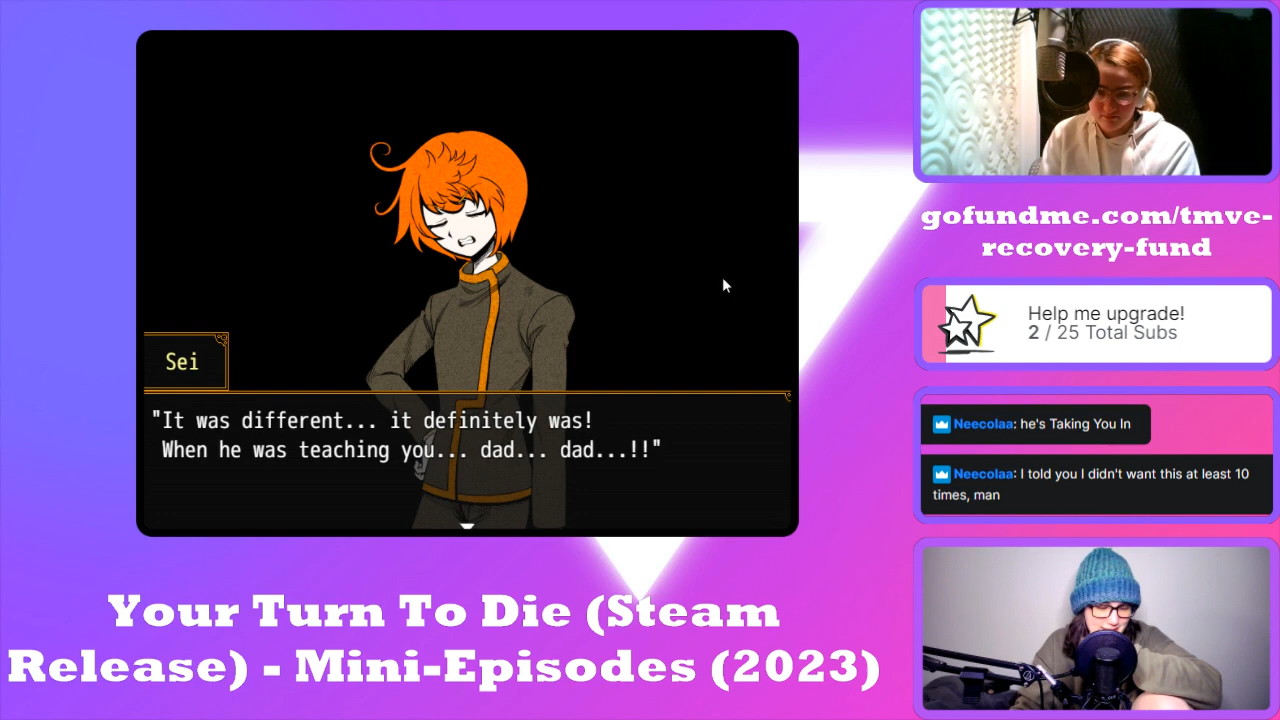 Sei
"It was different... it definitely was!
When he was teaching you... dad... dad...!!"
Your Turn To Die (Steam
Release) - Mini-Episodes (2023)
gofundme.com/tmve-
recovery-fund
Help me upgrade!
2 / 25 Total Subs
Neecolaa: he's Taking You In
Neecolaa: I told you I didn't want this at least 10
times, man